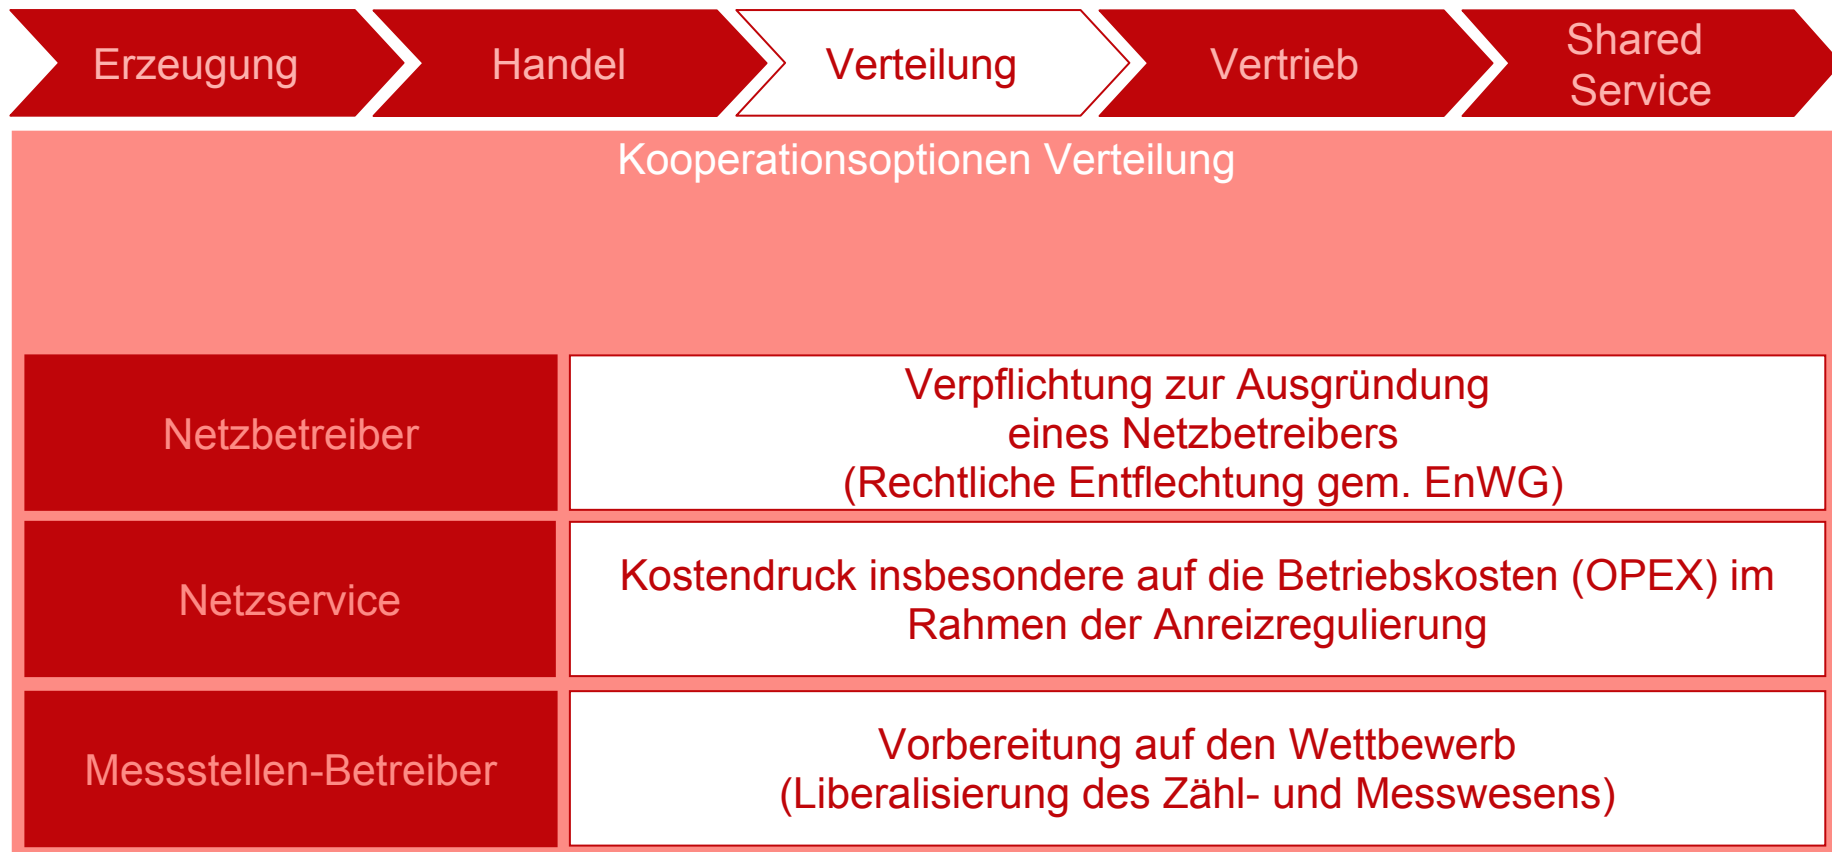 Erzeugung
Handel
Verteilung
Vertrieb
Shared
Service
Kooperationsoptionen Verteilung
Netzbetreiber
Verpflichtung zur Ausgründung
eines Netzbetreibers
(Rechtliche Entflechtung gem. EnWG)
Netzservice
Kostendruck insbesondere auf die Betriebskosten (OPEX) im
Rahmen der Anreizregulierung
Messstellen-Betreiber
Vorbereitung auf den Wettbewerb
(Liberalisierung des Zähl- und Messwesens)